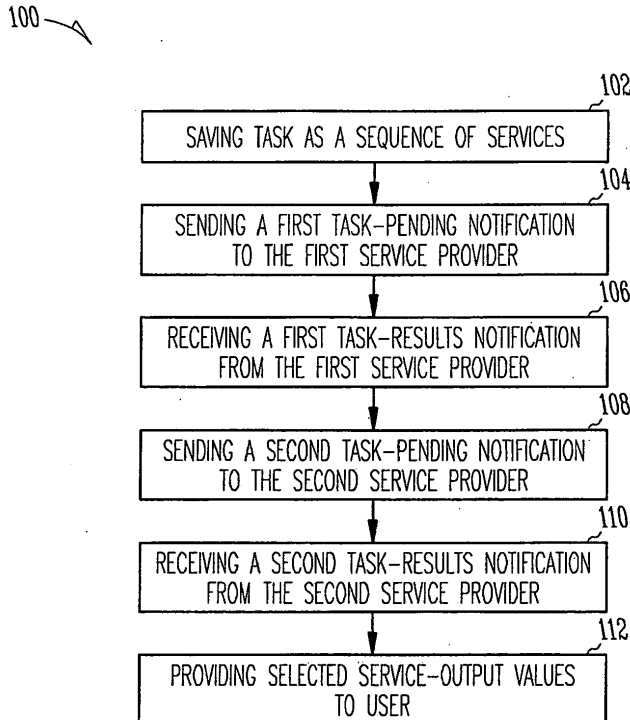 100
102
SAVING TASK AS A SEQUENCE OF SERVICES
104
SENDING A FIRST TASK-PENDING NOTIFICATION
TO THE FIRST SERVICE PROVIDER
106
RECEIVING A FIRST TASK-RESULTS NOTIFICATION
FROM THE FIRST SERVICE PROVIDER
108
SENDING A SECOND TASK-PENDING NOTIFICATION
TO THE SECOND SERVICE PROVIDER
110
RECEIVING A SECOND TASK-RESULTS NOTIFICATION
FROM THE SECOND SERVICE PROVIDER
112
PROVIDING SELECTED SERVICE-OUTPUT VALUES
TO USER